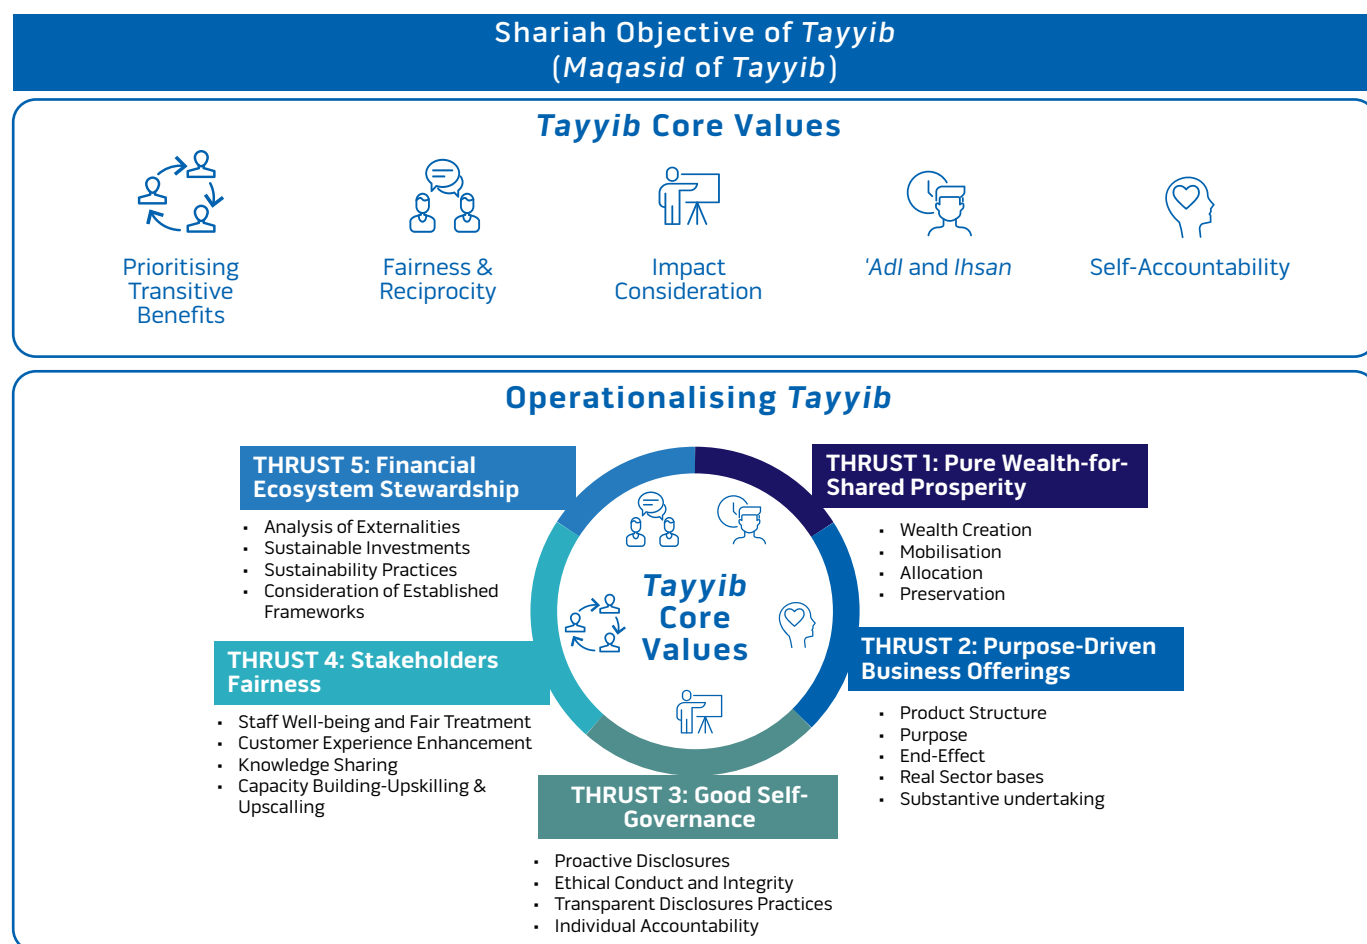 Shariah Objective of Tayyib
(Maqasid of Tayyib)
Tayyib Core Values
Prioritising
Transitive
Benefits
Fairness &
Reciprocity
Impact
Consideration
'Adl and Ihsan
Self-Accountability
Operationalising Tayyib
THRUST 5: Financial
Ecosystem Stewardship
• Analysis of Externalities
• Sustainable Investments
• Sustainability Practices
• Consideration of Established
Frameworks
THRUST 1: Pure Wealth-for-
Shared Prosperity
• Wealth Creation
• Mobilisation
• Allocation
• Preservation
Tayyib
Core
Values
THRUST 4: Stakeholders
Fairness
• Staff Well-being and Fair Treatment
• Customer Experience Enhancement
• Knowledge Sharing
• Capacity Building-Upskilling &
Upscalling
THRUST 2: Purpose-Driven
Business Offerings
• Product Structure
• Purpose
• End-Effect
• Real Sector bases
• Substantive undertaking
THRUST 3: Good Self-
Governance
• Proactive Disclosures
• Ethical Conduct and Integrity
• Transparent Disclosures Practices
• Individual Accountability